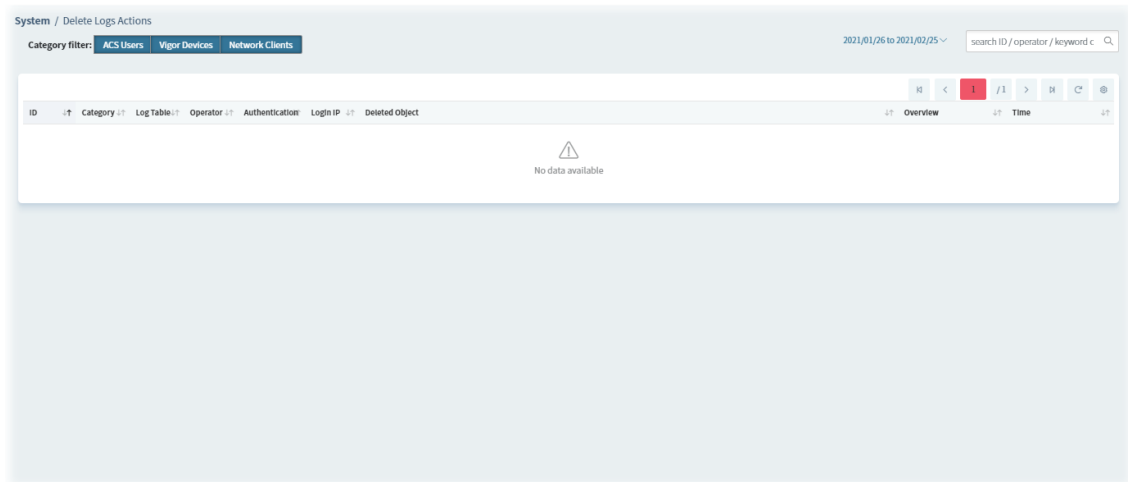 System / Delete Logs Actions
Category filter: ACS Users Vigor Devices Network Clients 2021/01/26 to 2021/02/25 search ID / operator / keyword c
1 / 1
ID Category Log Table Operator Authentication Login IP Deleted Object Overview Time
No data available